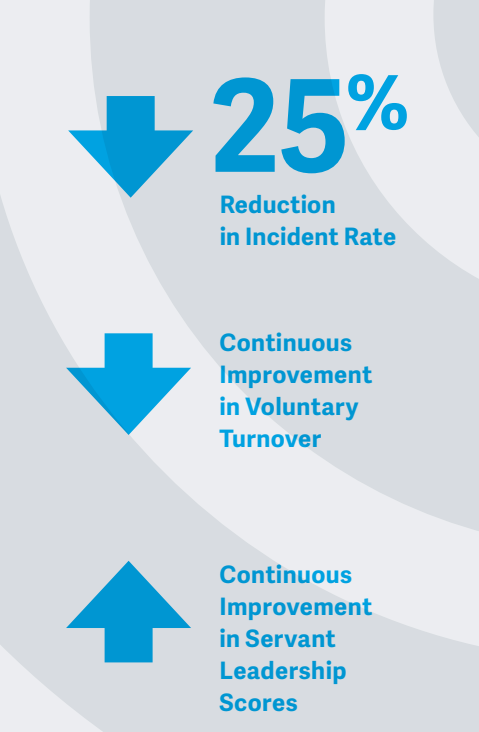 25%
Reduction
in Incident Rate
Continuous
Improvement
in Voluntary
Turnover
Continuous
Improvement
in Servant
Leadership
Scores